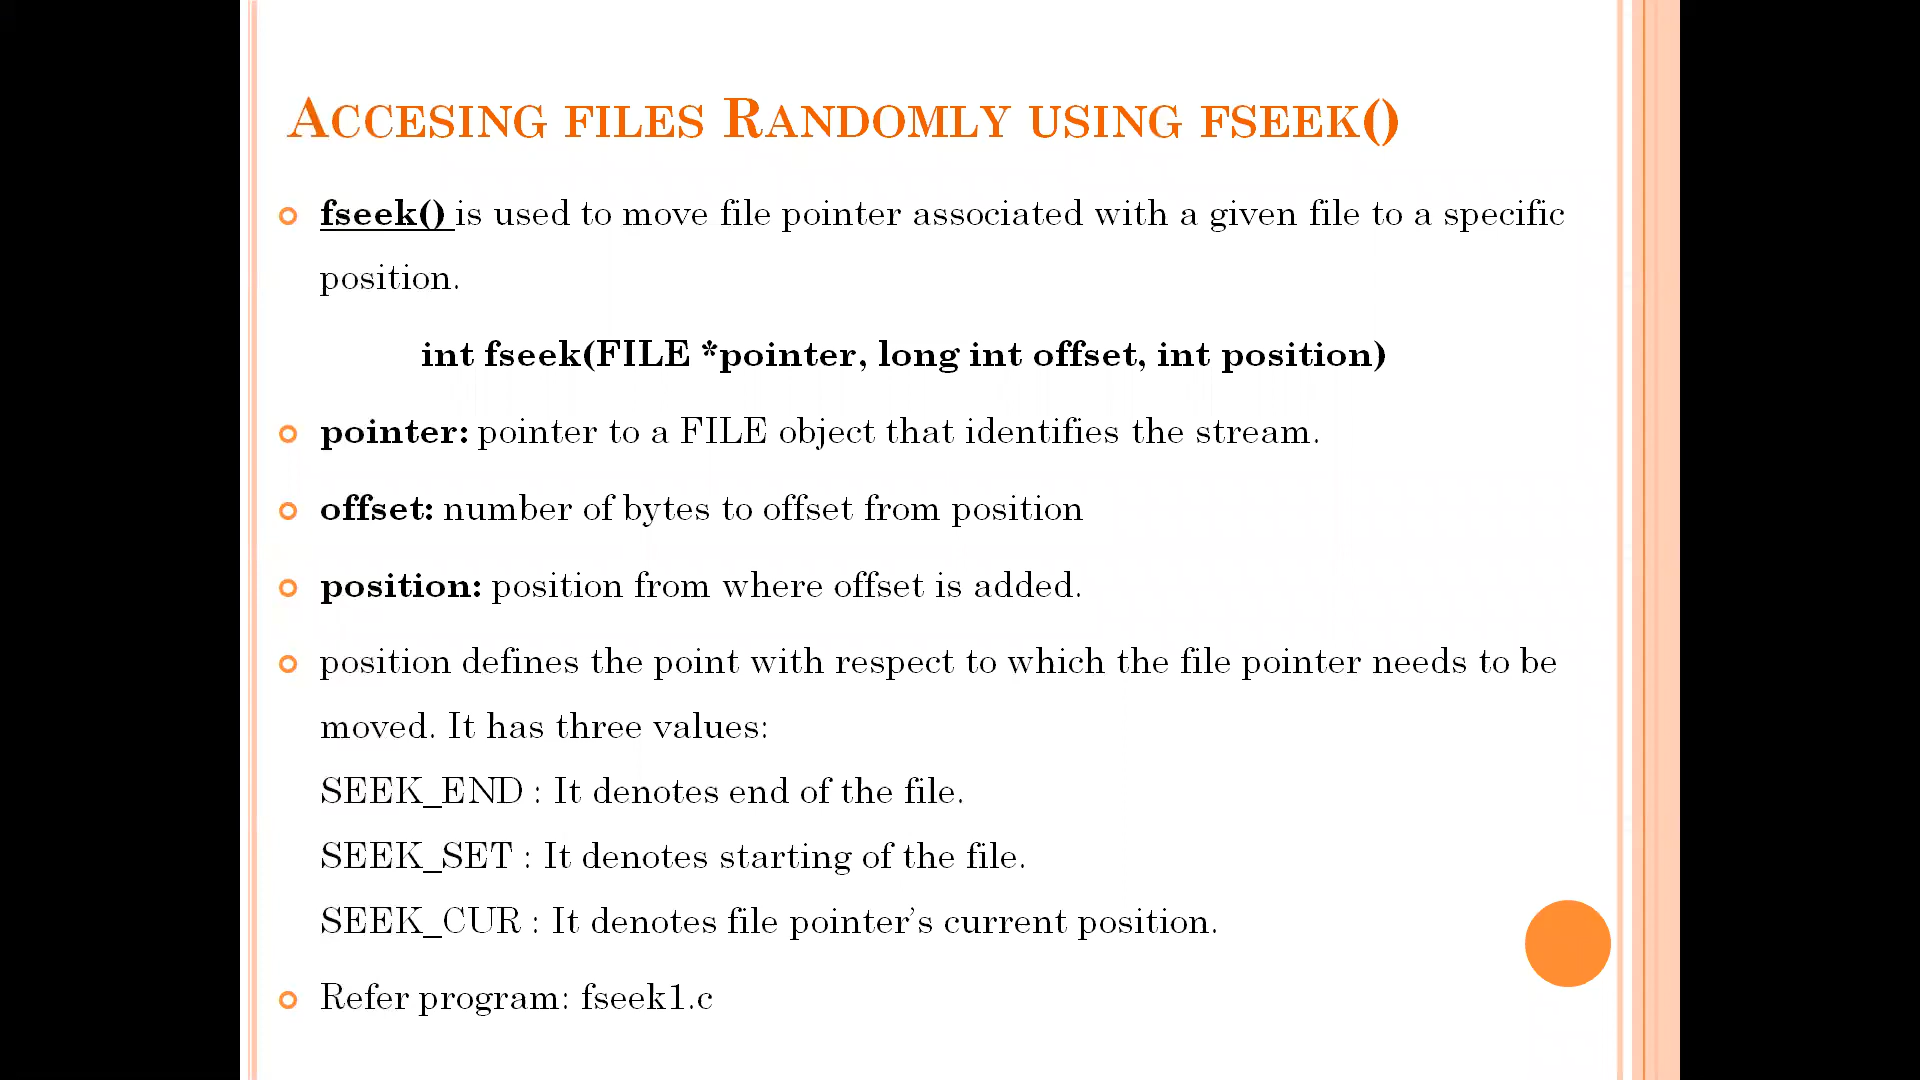 ACCESING FILES RANDOMLY USING FSEEK()
fseek() is used to move file pointer associated with a given file to a specific
position.
int fseek(FILE *pointer, long int offset, int position)
pointer: pointer to a FILE object that identifies the stream.
offset: number of bytes to offset from position
position: position from where offset is added.
position defines the point with respect to which the file pointer needs to be
moved. It has three values:
SEEK_END : It denotes end of the file.
SEEK_SET : It denotes starting of the file.
SEEK_CUR : It denotes file pointer’s current position.
Refer program: fseek1.c